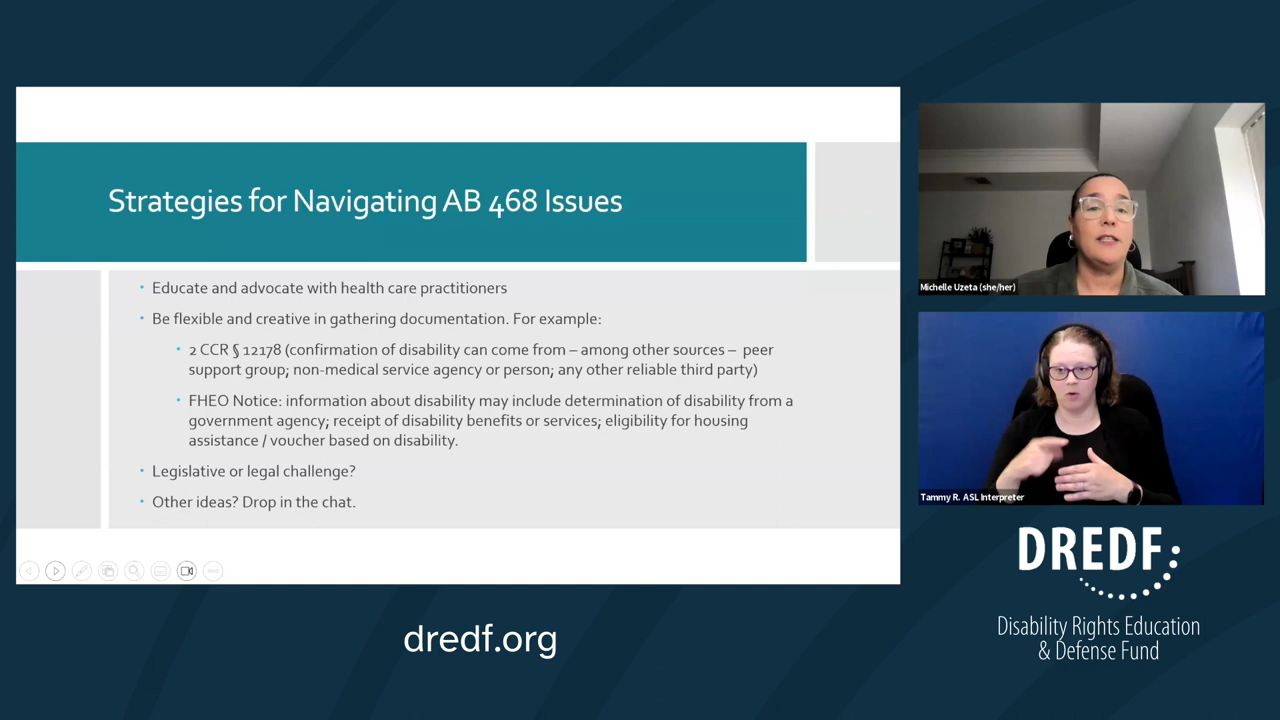 Strategies for Navigating AB 468 Issues
• Educate and advocate with health care practitioners
• Be flexible and creative in gathering documentation. For example:
• 2 CCR § 12178 (confirmation of disability can come from – among other sources – peer
support group; non-medical service agency or person; any other reliable third party)
• FHEO Notice: information about disability may include determination of disability from a
government agency; receipt of disability benefits or services; eligibility for housing
assistance / voucher based on disability.
• Legislative or legal challenge?
• Other ideas? Drop in the chat.
Michelle Uzeta (she/her)
Tammy R. ASL Interpreter
DREDF
Disability Rights Education
& Defense Fund
dredf.org